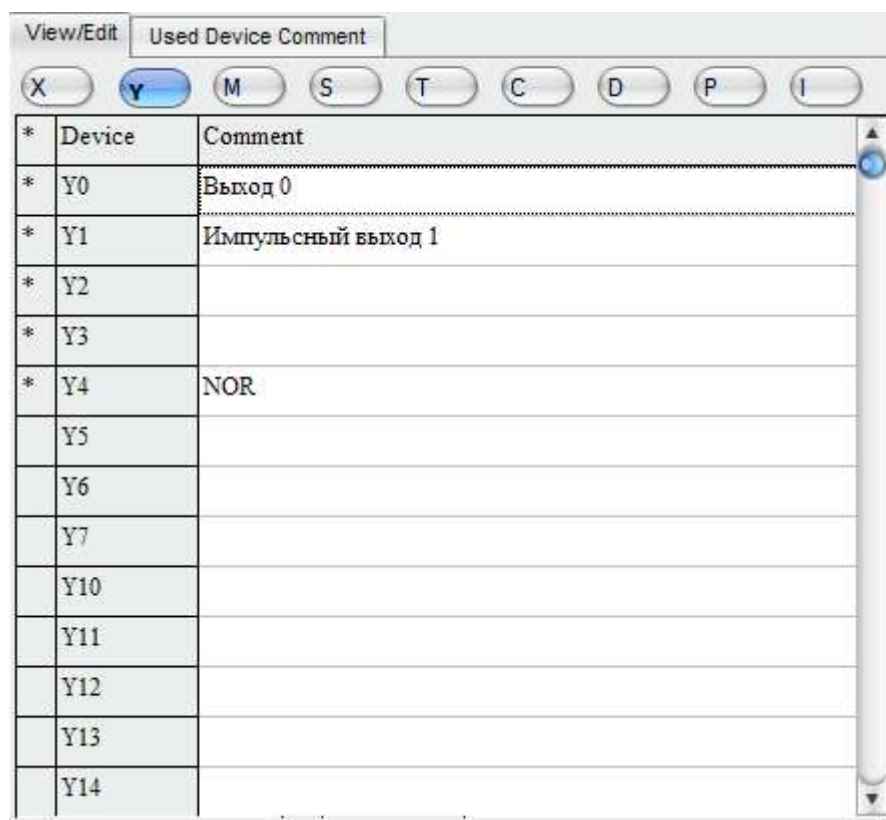 View/Edit Used Device Comment
X Y M S T C D P I
* Device Comment
* Y0 Выход 0
* Y1 Импульсный выход 1
* Y2
* Y3
* Y4 NOR
Y5
Y6
Y7
Y10
Y11
Y12
Y13
Y14